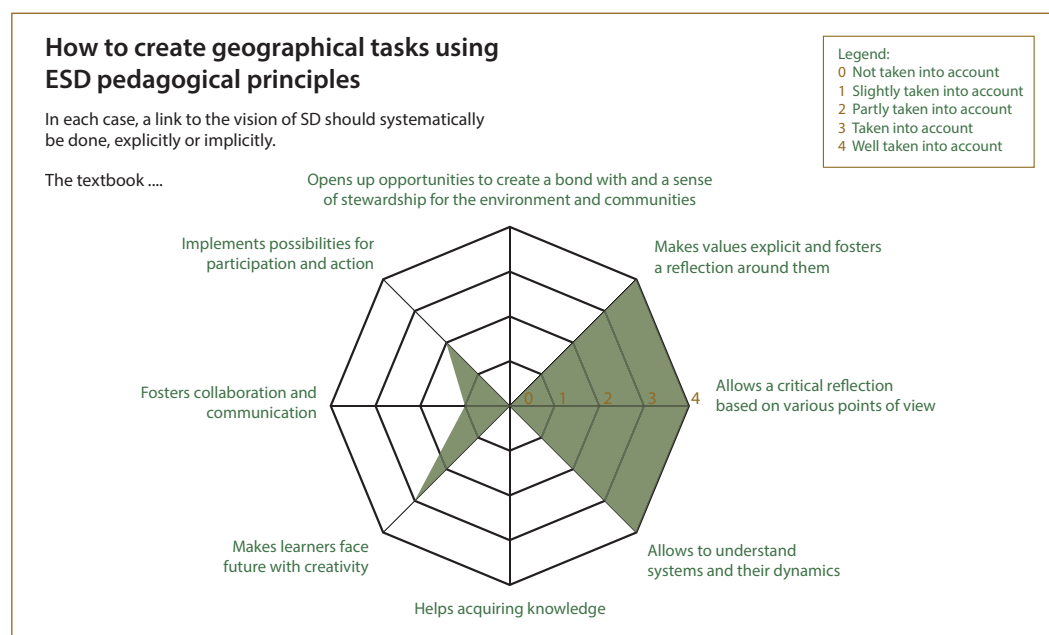 How to create geographical tasks using
ESD pedagogical principles
In each case, a link to the vision of SD should systematically
be done, explicitly or implicitly.
The textbook ....
Legend:
0 Not taken into account
1 Slightly taken into account
2 Partly taken into account
3 Taken into account
4 Well taken into account
Opens up opportunities to create a bond with and a sense
of stewardship for the environment and communities
Makes values explicit and fosters
a reflection around them
Allows a critical reflection
based on various points of view
Allows to understand
systems and their dynamics
Helps acquiring knowledge
Makes learners face
future with creativity
Fosters collaboration and
communication
Implements possibilities for
participation and action
0 1 2 3 4